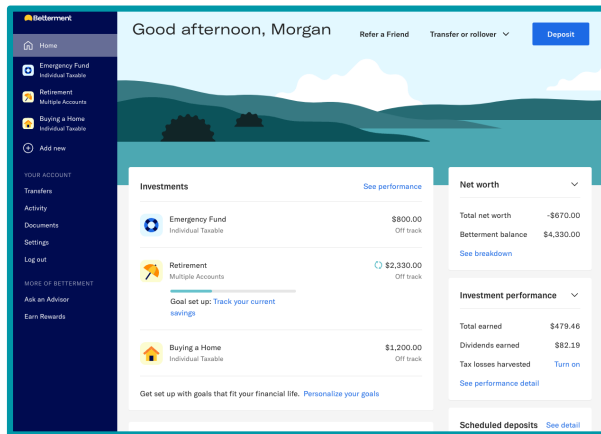 Betterment
Home
Emergency Fund
Individual Taxable
Retirement
Multiple Accounts
Buying a Home
Individual Taxable
Add new
YOUR ACCOUNT
Transfers
Activity
Documents
Settings
Log out
MORE OF BETTERMENT
Ask an Advisor
Earn Rewards
Good afternoon, Morgan
Refer a Friend
Transfer or rollover
Deposit
Investments
See performance
Emergency Fund
$800.00
Individual Taxable
Off track
Retirement
$2,330.00
Multiple Accounts
Off track
Goal set up: Track your current
savings
Buying a Home
$1,200.00
Individual Taxable
Off track
Get set up with goals that fit your financial life. Personalize your goals
Net worth
Total net worth
-$670.00
Betterment balance
$4,330.00
See breakdown
Investment performance
Total earned
$479.46
Dividends earned
$82.19
Tax losses harvested
Turn on
See performance detail
Scheduled deposits
See detail